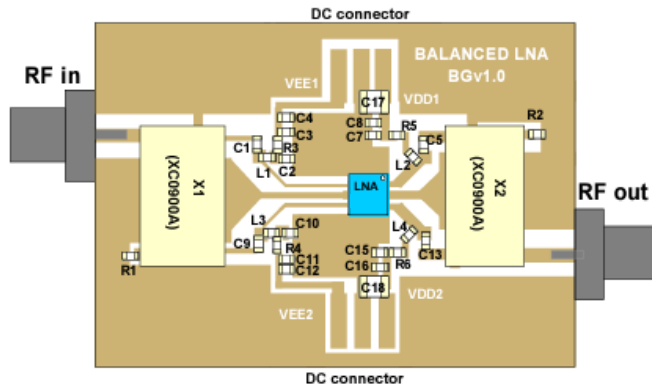 DC connector
RF in
VEE1
BALANCED LNA
BGv1.0
C17
VDD1
C4
C3
C8
C7
R5
R2
C1
R3
C5
L1
C2
L2
X1
(XC0900A)
LNA
X2
(XC0900A)
RF out
L3
C10
L4
C9
R4
C15
R6
C13
R1
C11
C12
C16
C18
VEE2
VDD2
DC connector